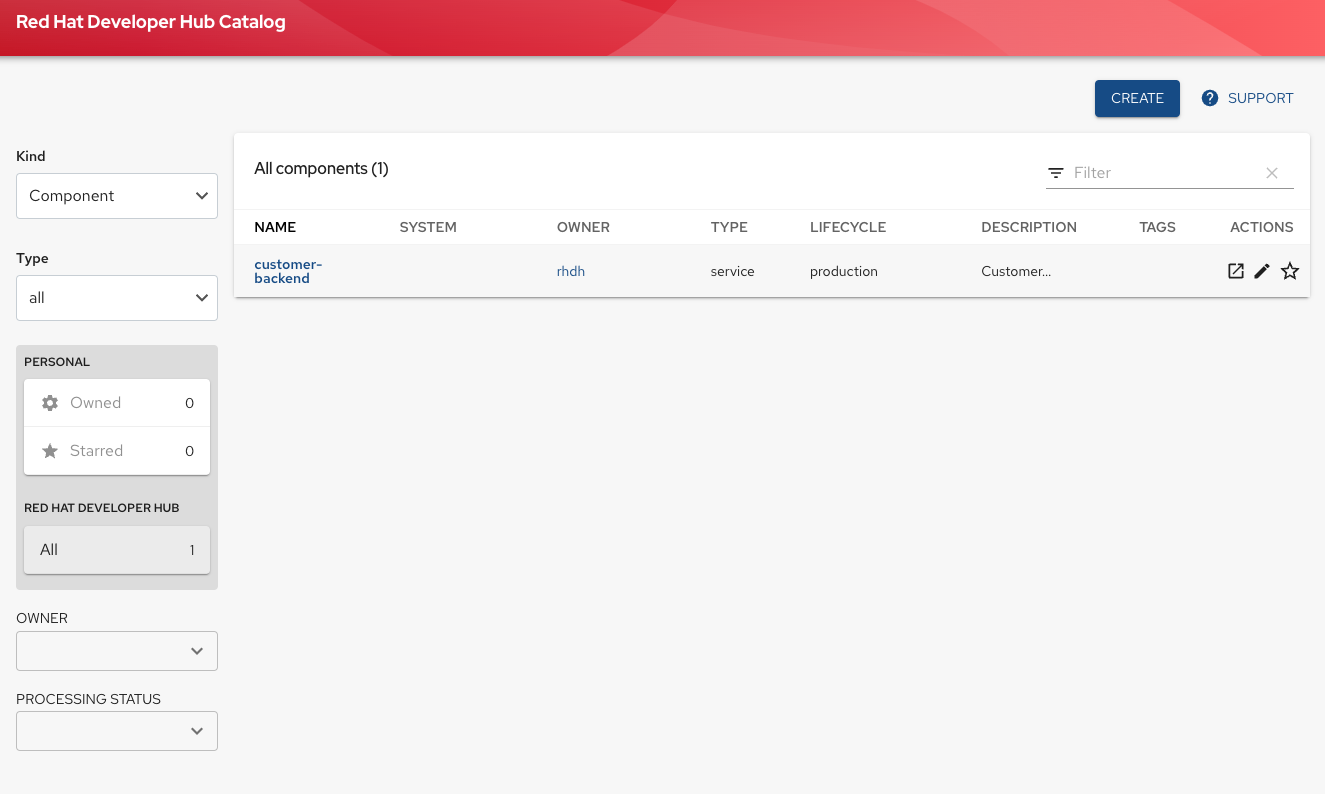 Red Hat Developer Hub Catalog
CREATE
SUPPORT
Kind
Component
Type
all
PERSONAL
Owned 0
Starred 0
RED HAT DEVELOPER HUB
All 1
OWNER
PROCESSING STATUS
All components (1)
Filter
NAME SYSTEM OWNER TYPE LIFECYCLE DESCRIPTION TAGS ACTIONS
customer-
backend rhdh service production Customer...